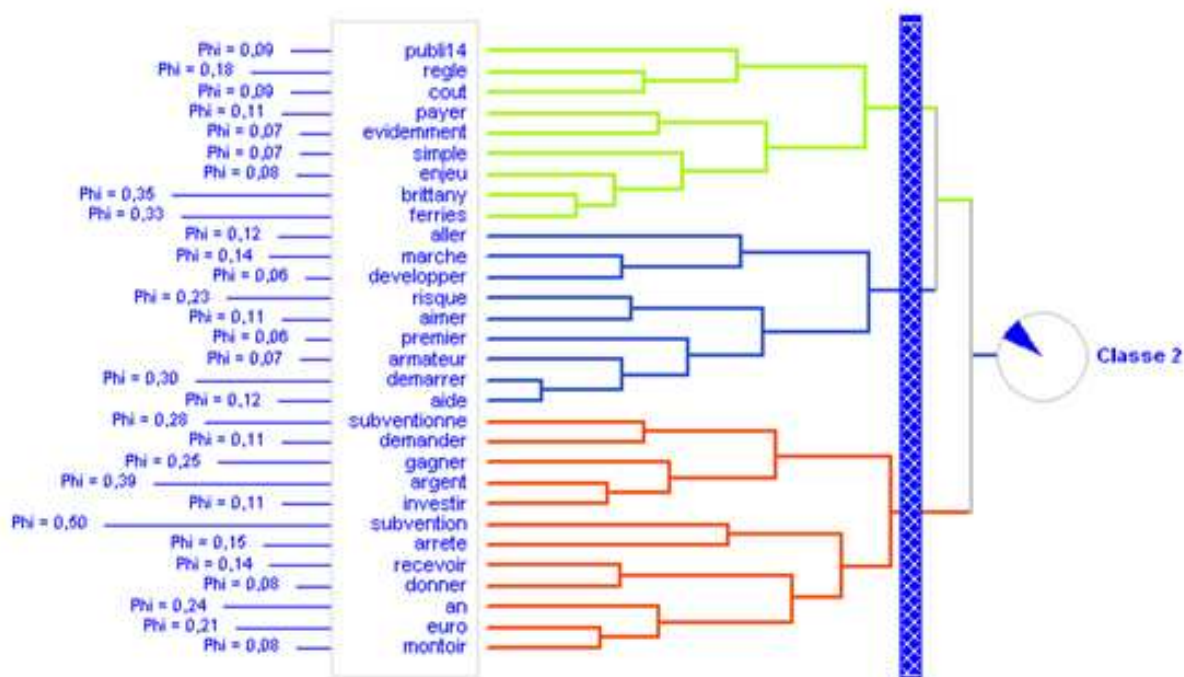 Phi = 0,09 publi14
Phi = 0,18 regle
Phi = 0,09 cout
Phi = 0,11 payer
Phi = 0,07 evidemment
Phi = 0,07 simple
Phi = 0,08 enjeu
Phi = 0,35 brittany
Phi = 0,33 ferries
Phi = 0,12 aller
Phi = 0,14 marche
Phi = 0,06 developper
Phi = 0,23 risque
Phi = 0,11 aimer
Phi = 0,06 premier
Phi = 0,07 armateur
Phi = 0,30 demarrer
Phi = 0,12 aide
Phi = 0,28 subventionne
Phi = 0,11 demander
Phi = 0,25 gagner
Phi = 0,39 argent
Phi = 0,11 investir
Phi = 0,50 subvention
Phi = 0,15 arrete
Phi = 0,14 recevoir
Phi = 0,08 donner
Phi = 0,24 an
Phi = 0,21 euro
Phi = 0,08 montoir
Classe 2